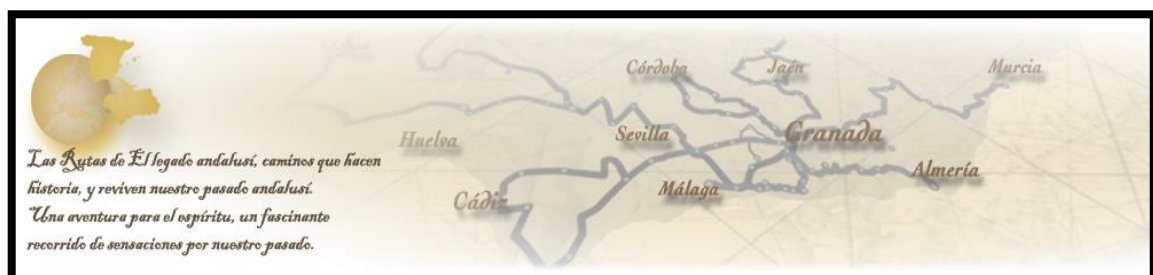 Córdoba
Jaén
Murcia
Huelva
Sevilla
Granada
Las Rutas de El legado andalusí, caminos que hacen
historia, y reviven nuestro pasado andalusí.
Una aventura para el espíritu, un fascinante
recorrido de sensaciones por nuestro pasado.
Cádiz
Málaga
Almería